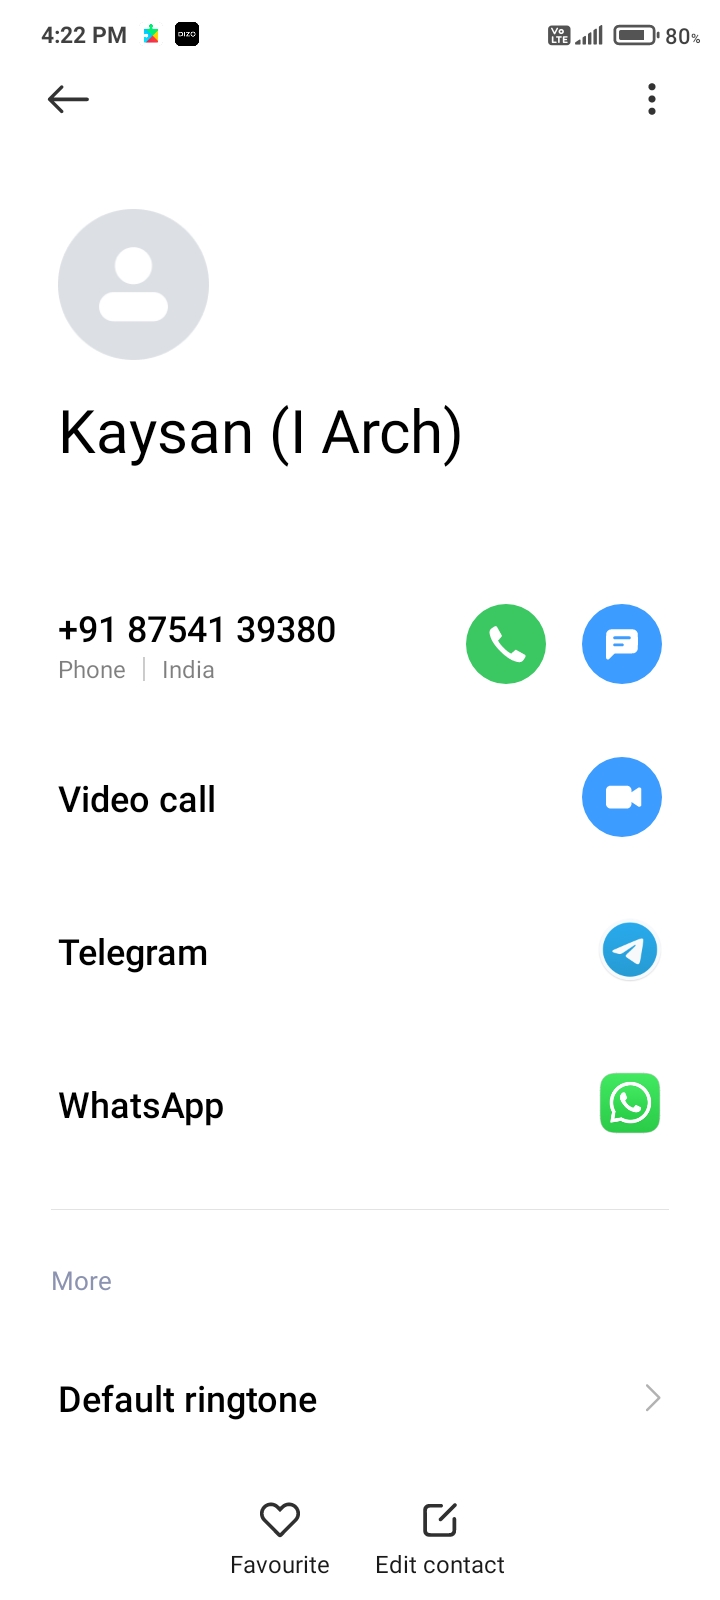 4:22 PM DIZO Vo LTE 80%
Kaysan (I Arch)
+91 87541 39380
Phone | India
Video call
Telegram
WhatsApp
More
Default ringtone
Favourite Edit contact